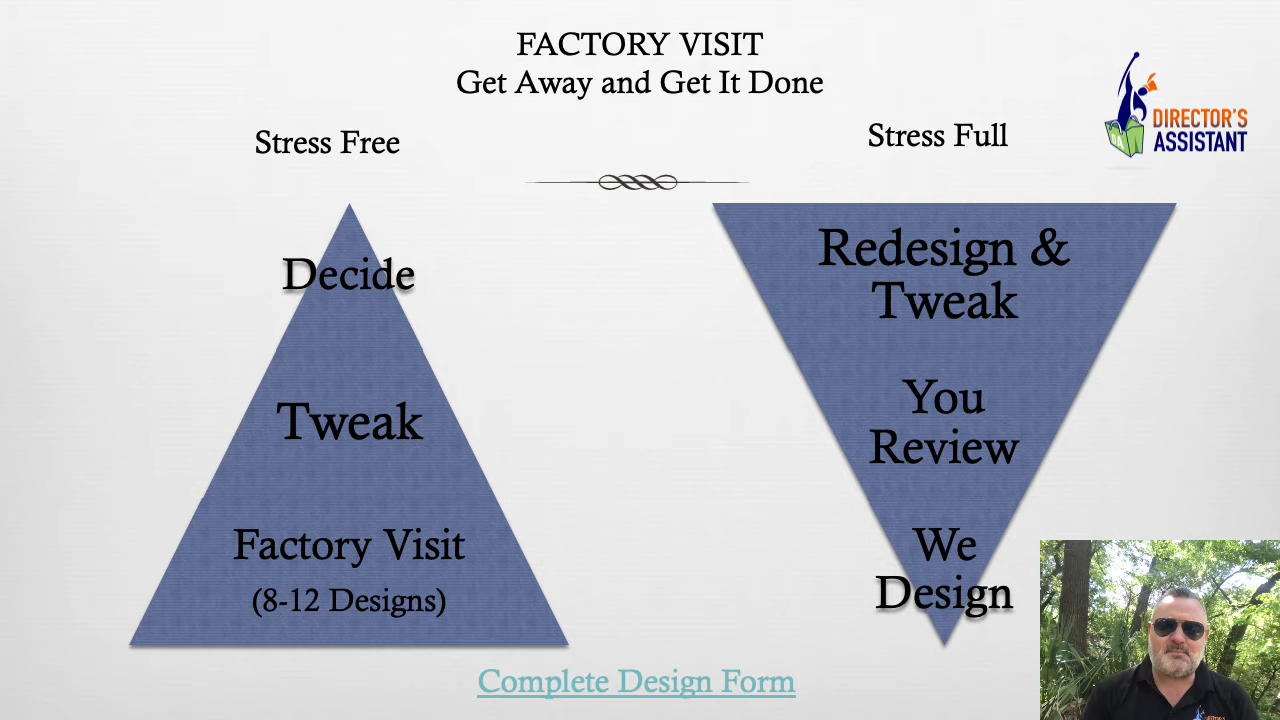 FACTORY VISIT
Get Away and Get It Done
DIRECTOR'S
ASSISTANT
Stress Free
Stress Full
Decide
Tweak
Factory Visit
(8-12 Designs)
Redesign &
Tweak
You
Review
We
Design
Complete Design Form